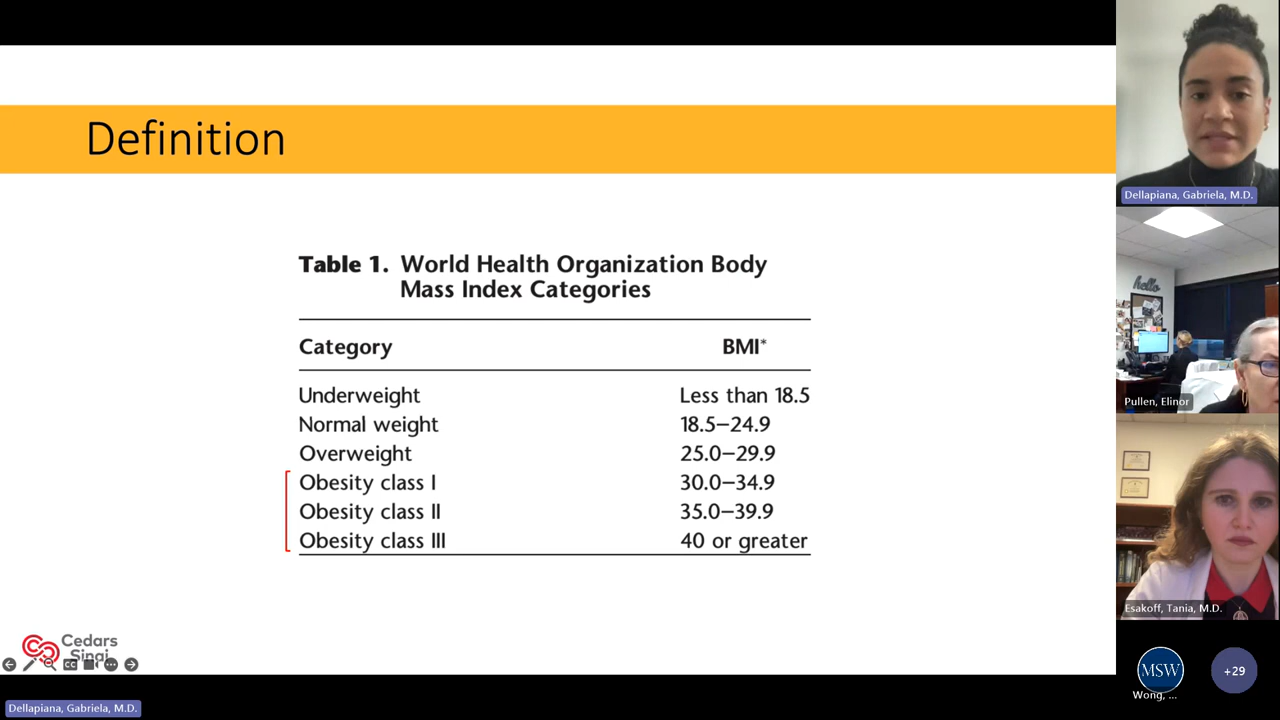 Definition
Table 1. World Health Organization Body
Mass Index Categories
Category BMI*
Underweight Less than 18.5
Normal weight 18.5–24.9
Overweight 25.0–29.9
Obesity class I 30.0–34.9
Obesity class II 35.0–39.9
Obesity class III 40 or greater
Cedars
Sinai
CC
Dellapiana, Gabriela, M.D.
Dellapiana, Gabriela, M.D.
hello
Pullen, Elinor
Esakoff, Tania, M.D.
MSW
+29
Wong, ...